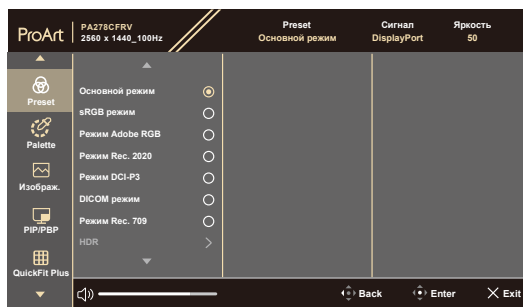 ProArt
PA278CFRV
2560 x 1440_100Hz
Preset
Основной режим
Сигнал
DisplayPort
Яркость
50
Preset
Palette
Изображ.
PIP/PBP
QuickFit Plus
Основной режим
sRGB режим
Режим Adobe RGB
Режим Rec. 2020
Режим DCI-P3
DICOM режим
Режим Rec. 709
HDR
Back
Enter
Exit